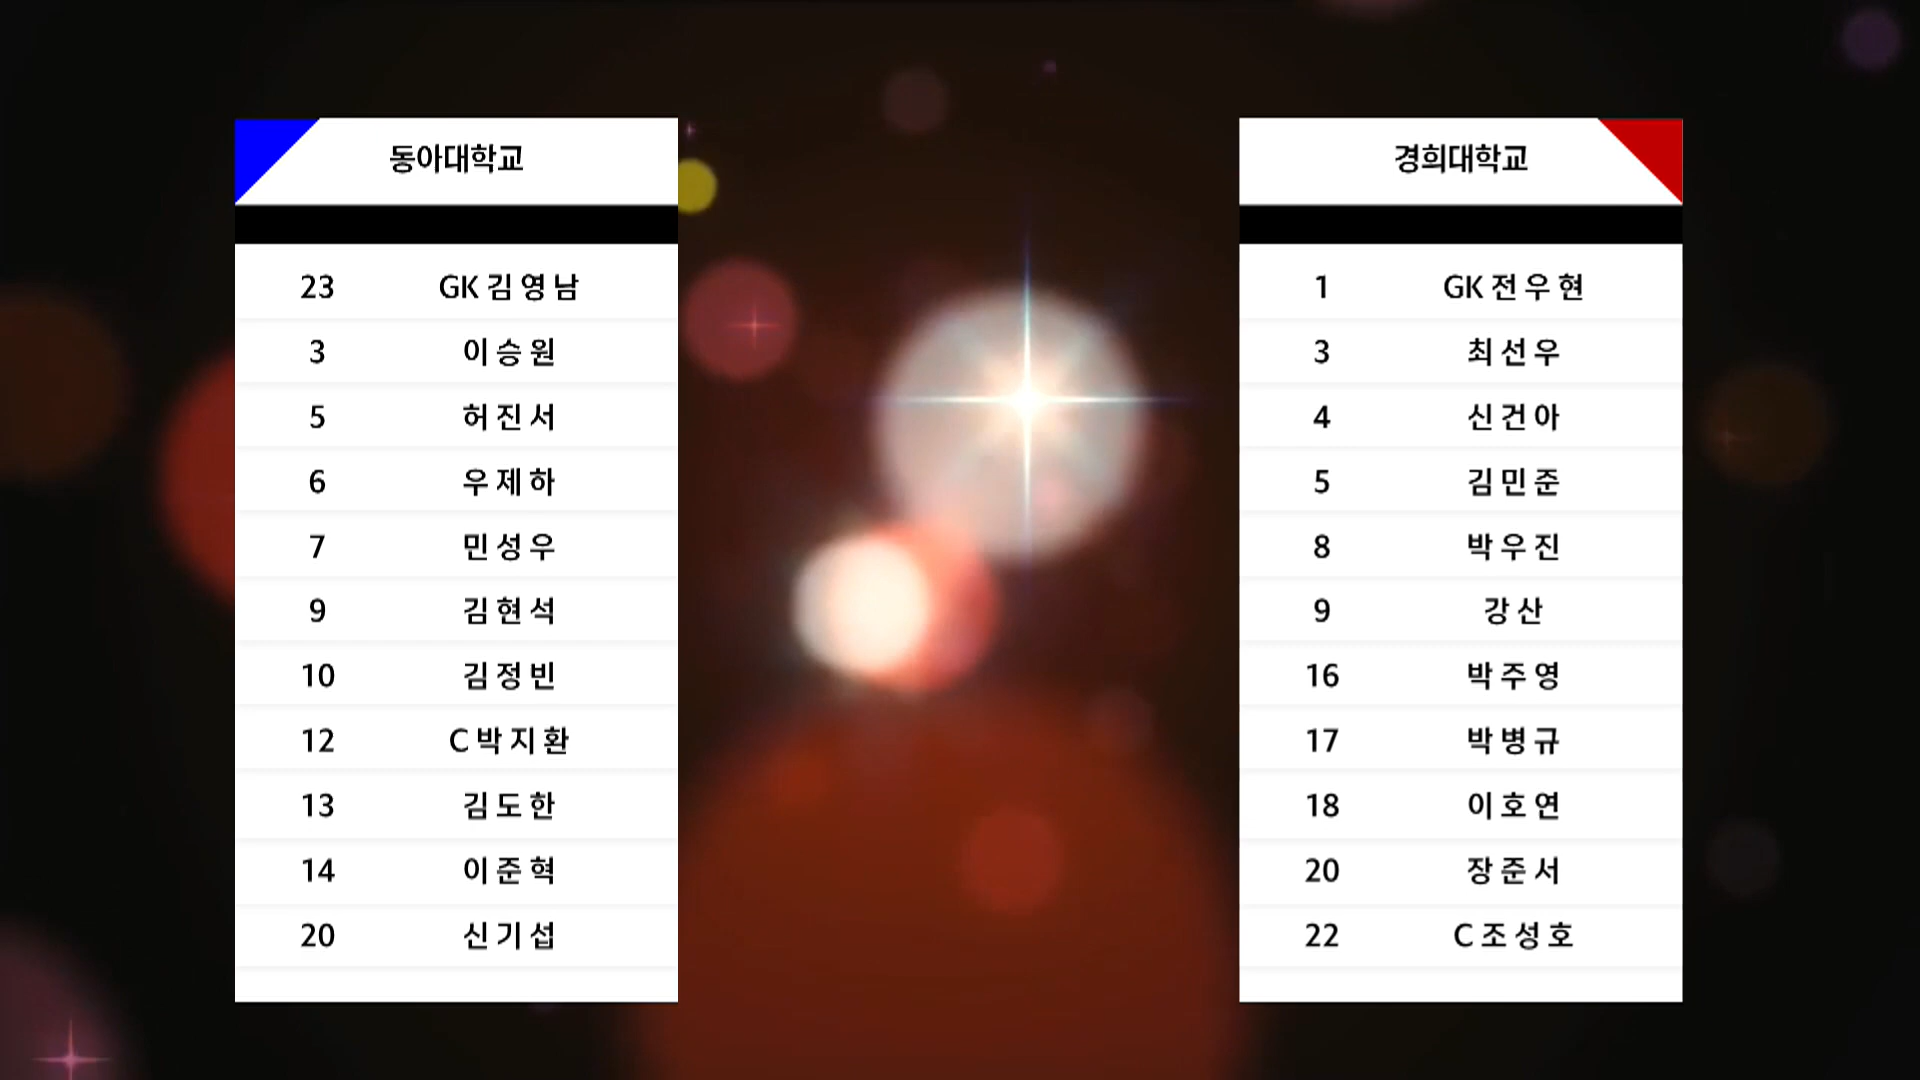 동아대학교
23 GK 김 영 남
3 이 승 원
5 허 진 서
6 우 제 하
7 민 성 우
9 김 현 석
10 김 정 빈
12 C 박 지 환
13 김 도 한
14 이 준 혁
20 신 기 섭
경희대학교
1 GK 전 우 현
3 최 선 우
4 신 건 아
5 김 민 준
8 박 우 진
9 강 산
16 박 주 영
17 박 병 규
18 이 호 연
20 장 준 서
22 C 조 성 호